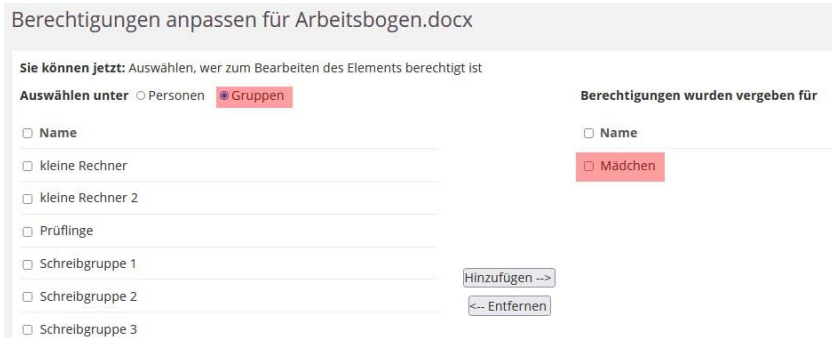 Berechtigungen anpassen für Arbeitsbogen.docx
Sie können jetzt: Auswählen, wer zum Bearbeiten des Elements berechtigt ist
Auswählen unter Personen Gruppen
Name
kleine Rechner
kleine Rechner 2
Prüflinge
Schreibgruppe 1
Schreibgruppe 2
Schreibgruppe 3
Hinzufügen -->
<-- Entfernen
Berechtigungen wurden vergeben für
Name
Mädchen